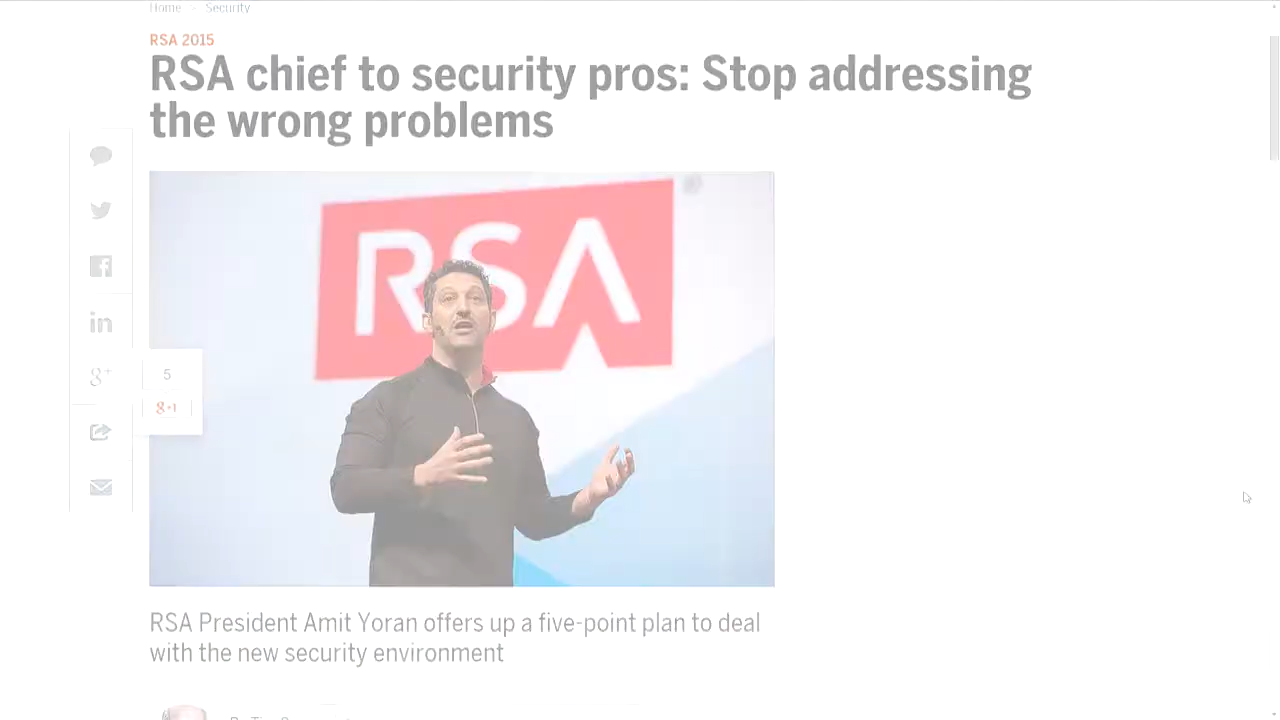 Home
Security
RSA 2015
RSA chief to security pros: Stop addressing
the wrong problems
RSA
5
g+1
RSA President Amit Yoran offers up a five-point plan to deal
with the new security environment